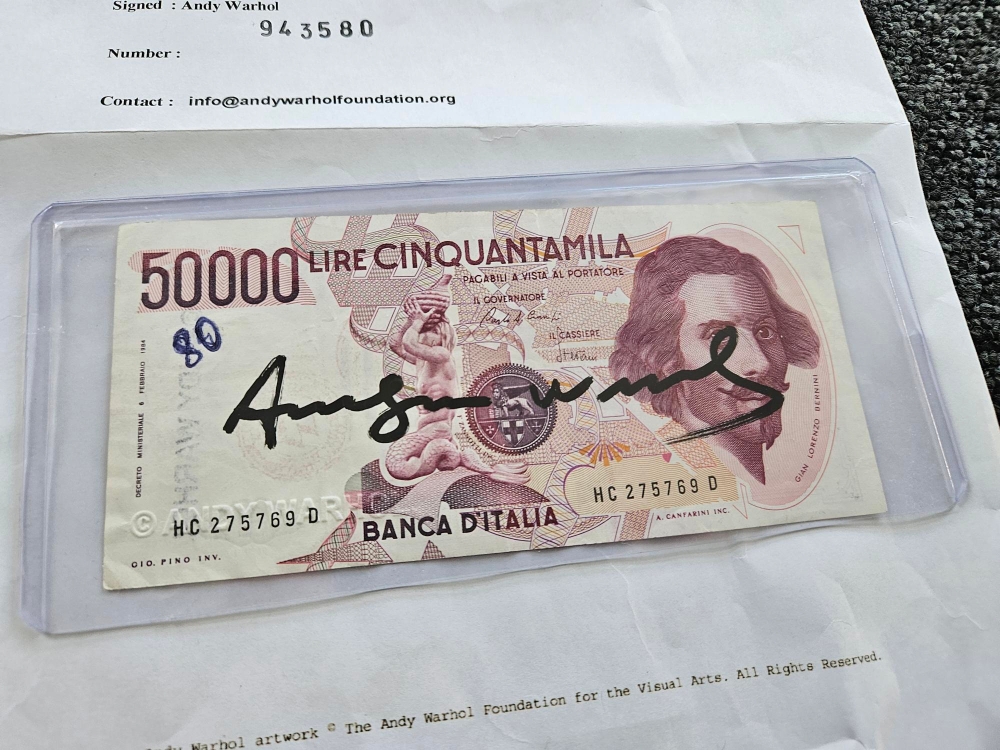 Signed : Andy Warhol
943580
Number :
Contact : info@andywarholfoundation.org
50000 LIRE CINQUANTAMILA
PAGABILI A VISTA AL PORTATORE
IL GOVERNATORE
IL CASSIERE
80
DECRETO MINISTERIALE 6 FEBBRAIO 1984
Andy Warhol
GIAN LORENZO BERNINI
© ANDY WARH
HC 275769 D
HC 275769 D
BANCA D'ITALIA
A. CANFARINI INC.
GIO. PINO INV.
Warhol artwork © The Andy Warhol Foundation for the Visual Arts. All Rights Reserved.